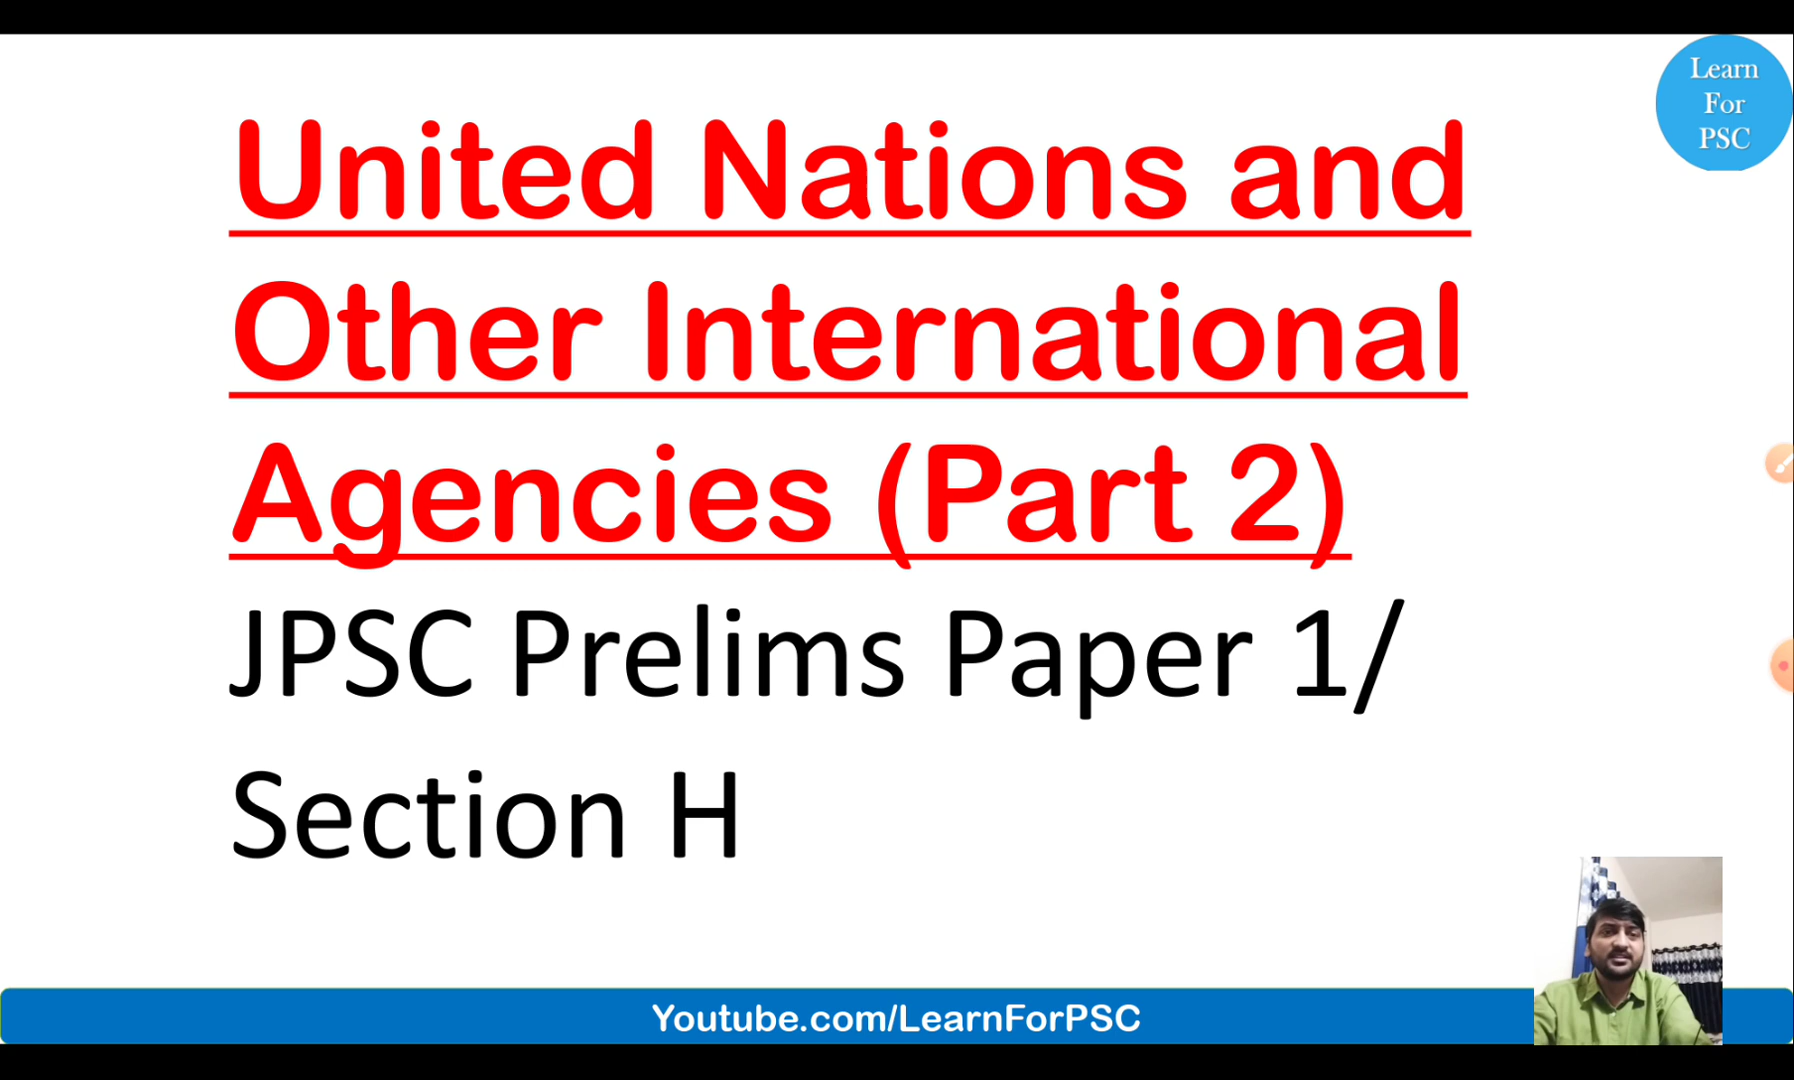 Learn
For
PSC
United Nations and
Other International
Agencies (Part 2)
JPSC Prelims Paper 1/
Section H
Youtube.com/LearnForPSC